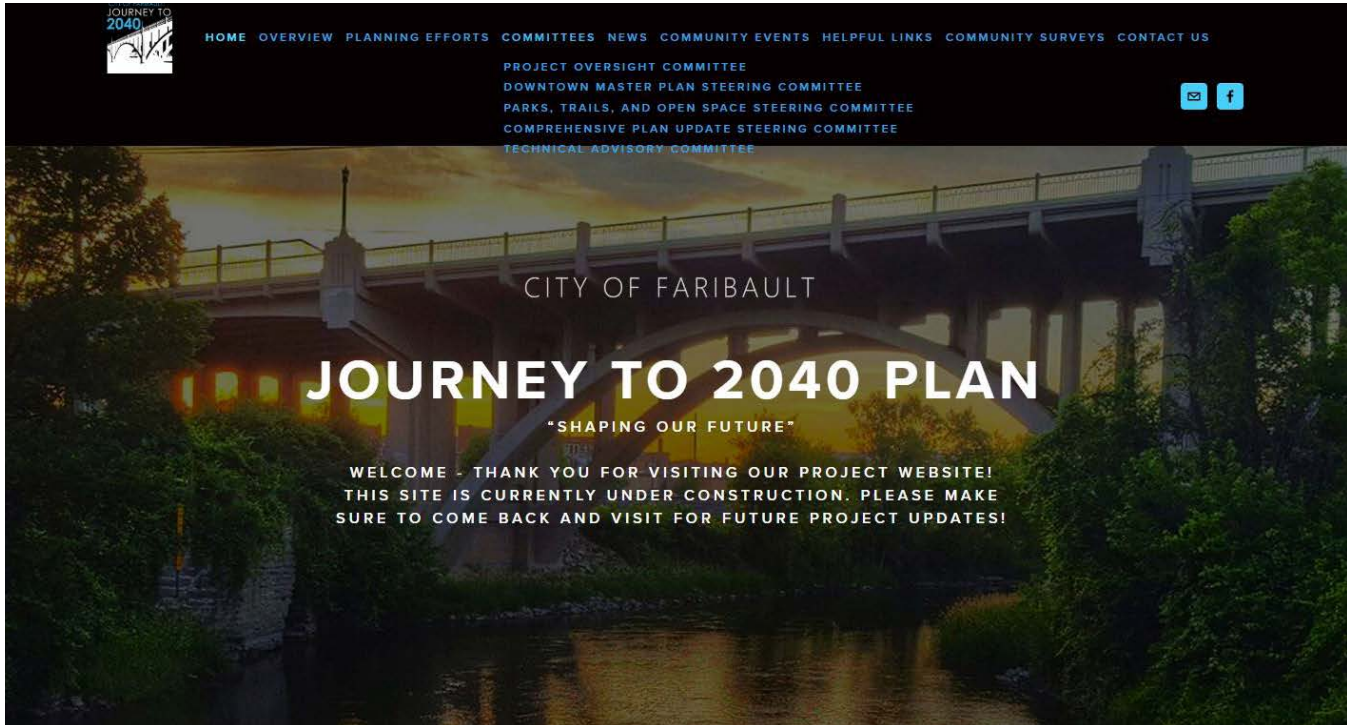 CITY OF FARIBAULT
JOURNEY TO
2040
HOME OVERVIEW PLANNING EFFORTS COMMITTEES NEWS COMMUNITY EVENTS HELPFUL LINKS COMMUNITY SURVEYS CONTACT US
PROJECT OVERSIGHT COMMITTEE
DOWNTOWN MASTER PLAN STEERING COMMITTEE
PARKS, TRAILS, AND OPEN SPACE STEERING COMMITTEE
COMPREHENSIVE PLAN UPDATE STEERING COMMITTEE
TECHNICAL ADVISORY COMMITTEE
f
CITY OF FARIBAULT
JOURNEY TO 2040 PLAN
“SHAPING OUR FUTURE”
WELCOME - THANK YOU FOR VISITING OUR PROJECT WEBSITE!
THIS SITE IS CURRENTLY UNDER CONSTRUCTION. PLEASE MAKE
SURE TO COME BACK AND VISIT FOR FUTURE PROJECT UPDATES!